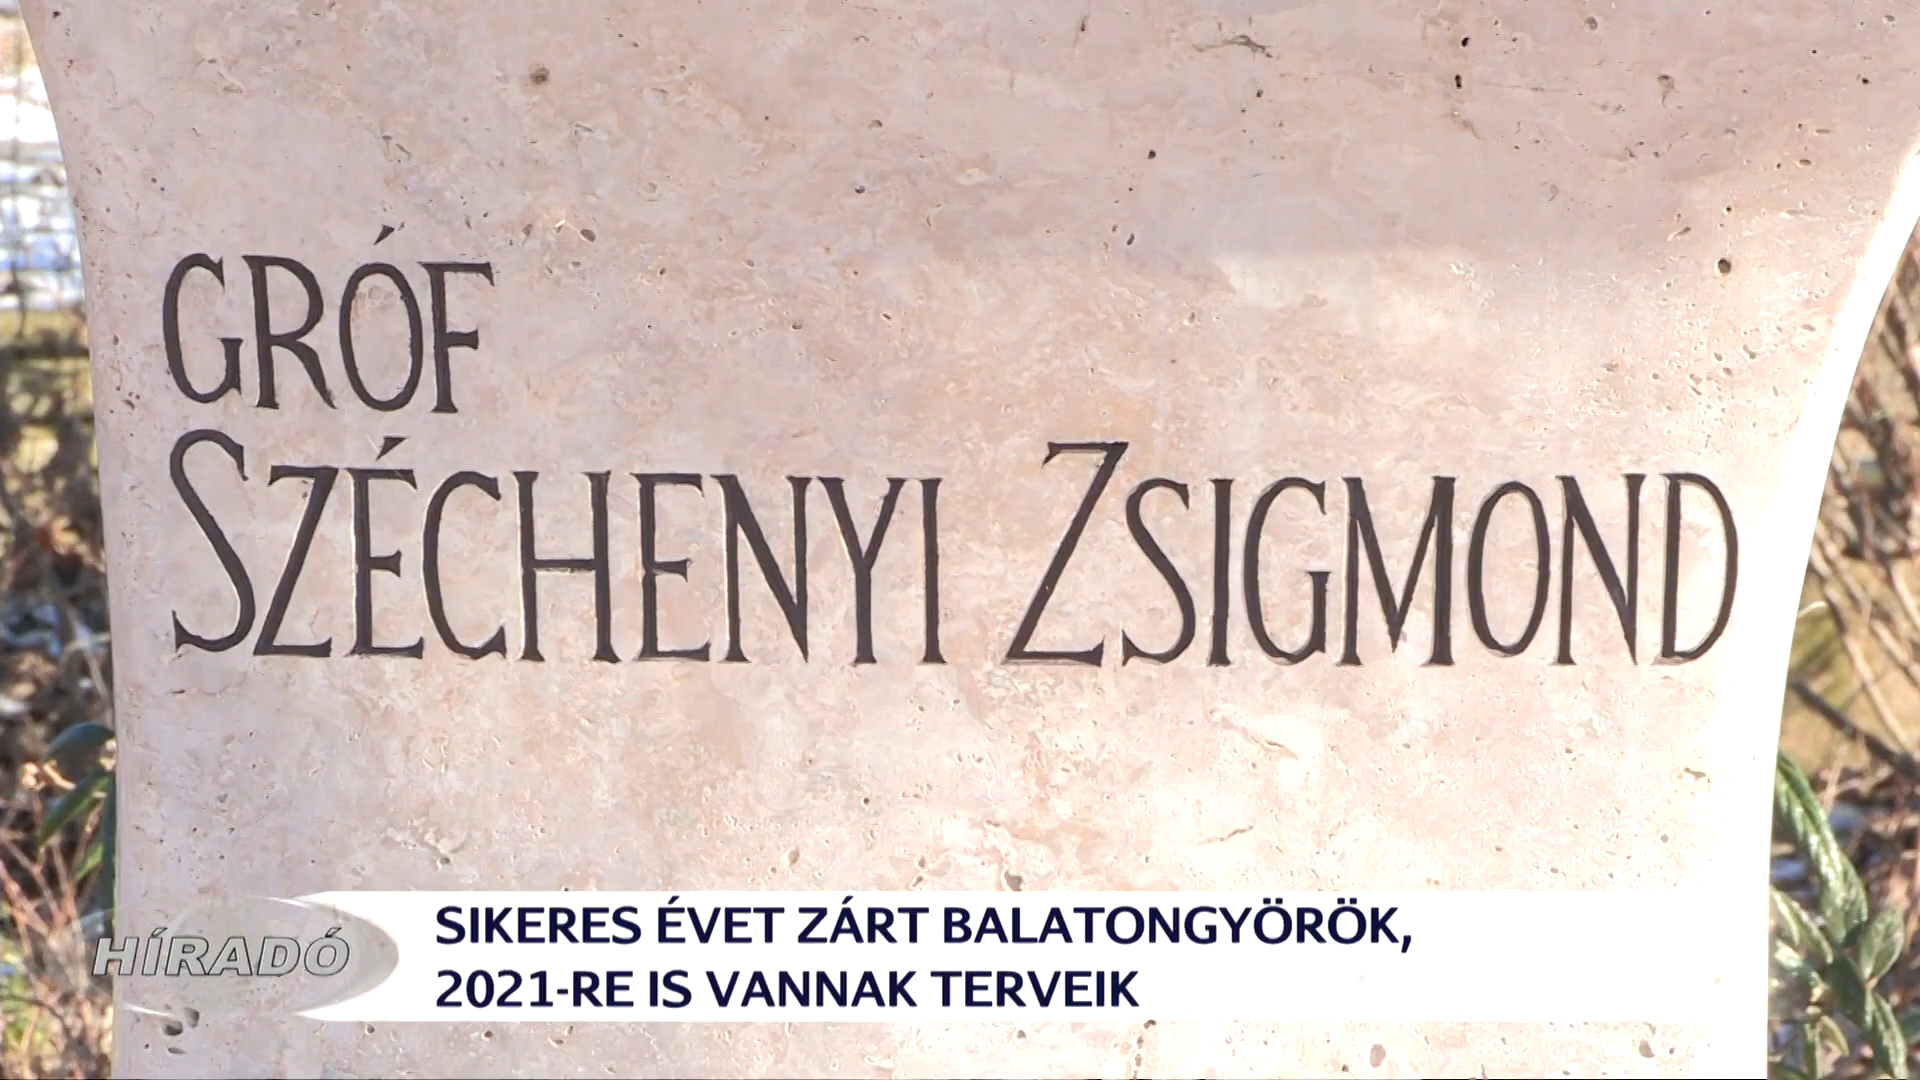 GRÓF
SZÉCHENYI ZSIGMOND
HÍRADÓ
SIKERES ÉVET ZÁRT BALATONGYÖRÖK,
2021-RE IS VANNAK TERVEIK